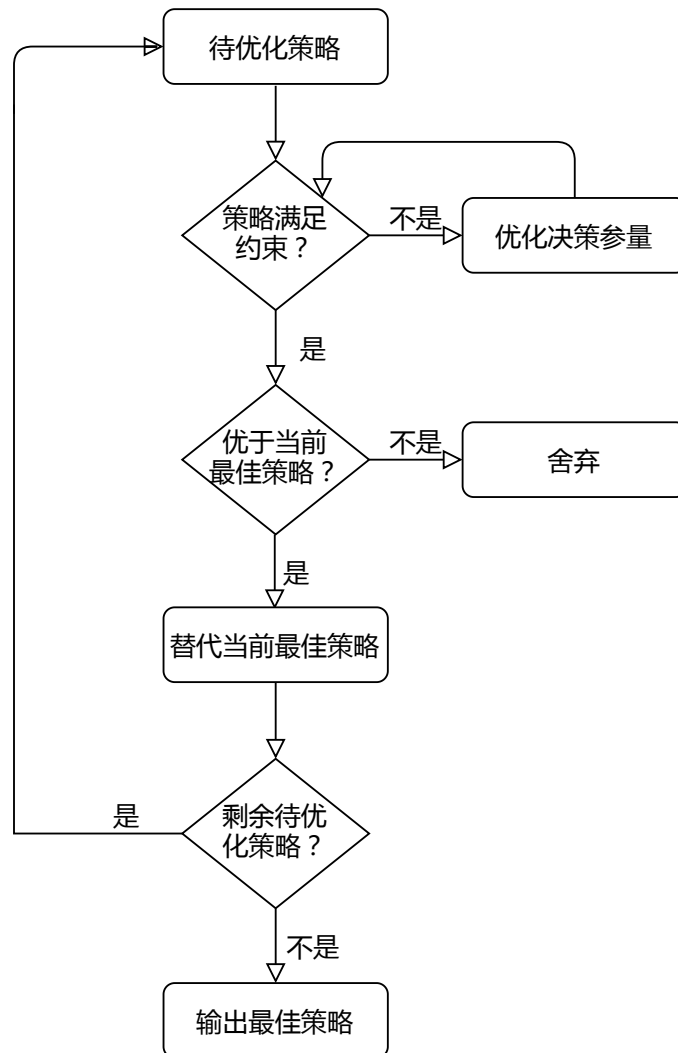 待优化策略
策略满足
约束？
不是
优化决策参量
是
优于当前
最佳策略？
不是
舍弃
是
替代当前最佳策略
剩余待优
化策略？
是
不是
输出最佳策略